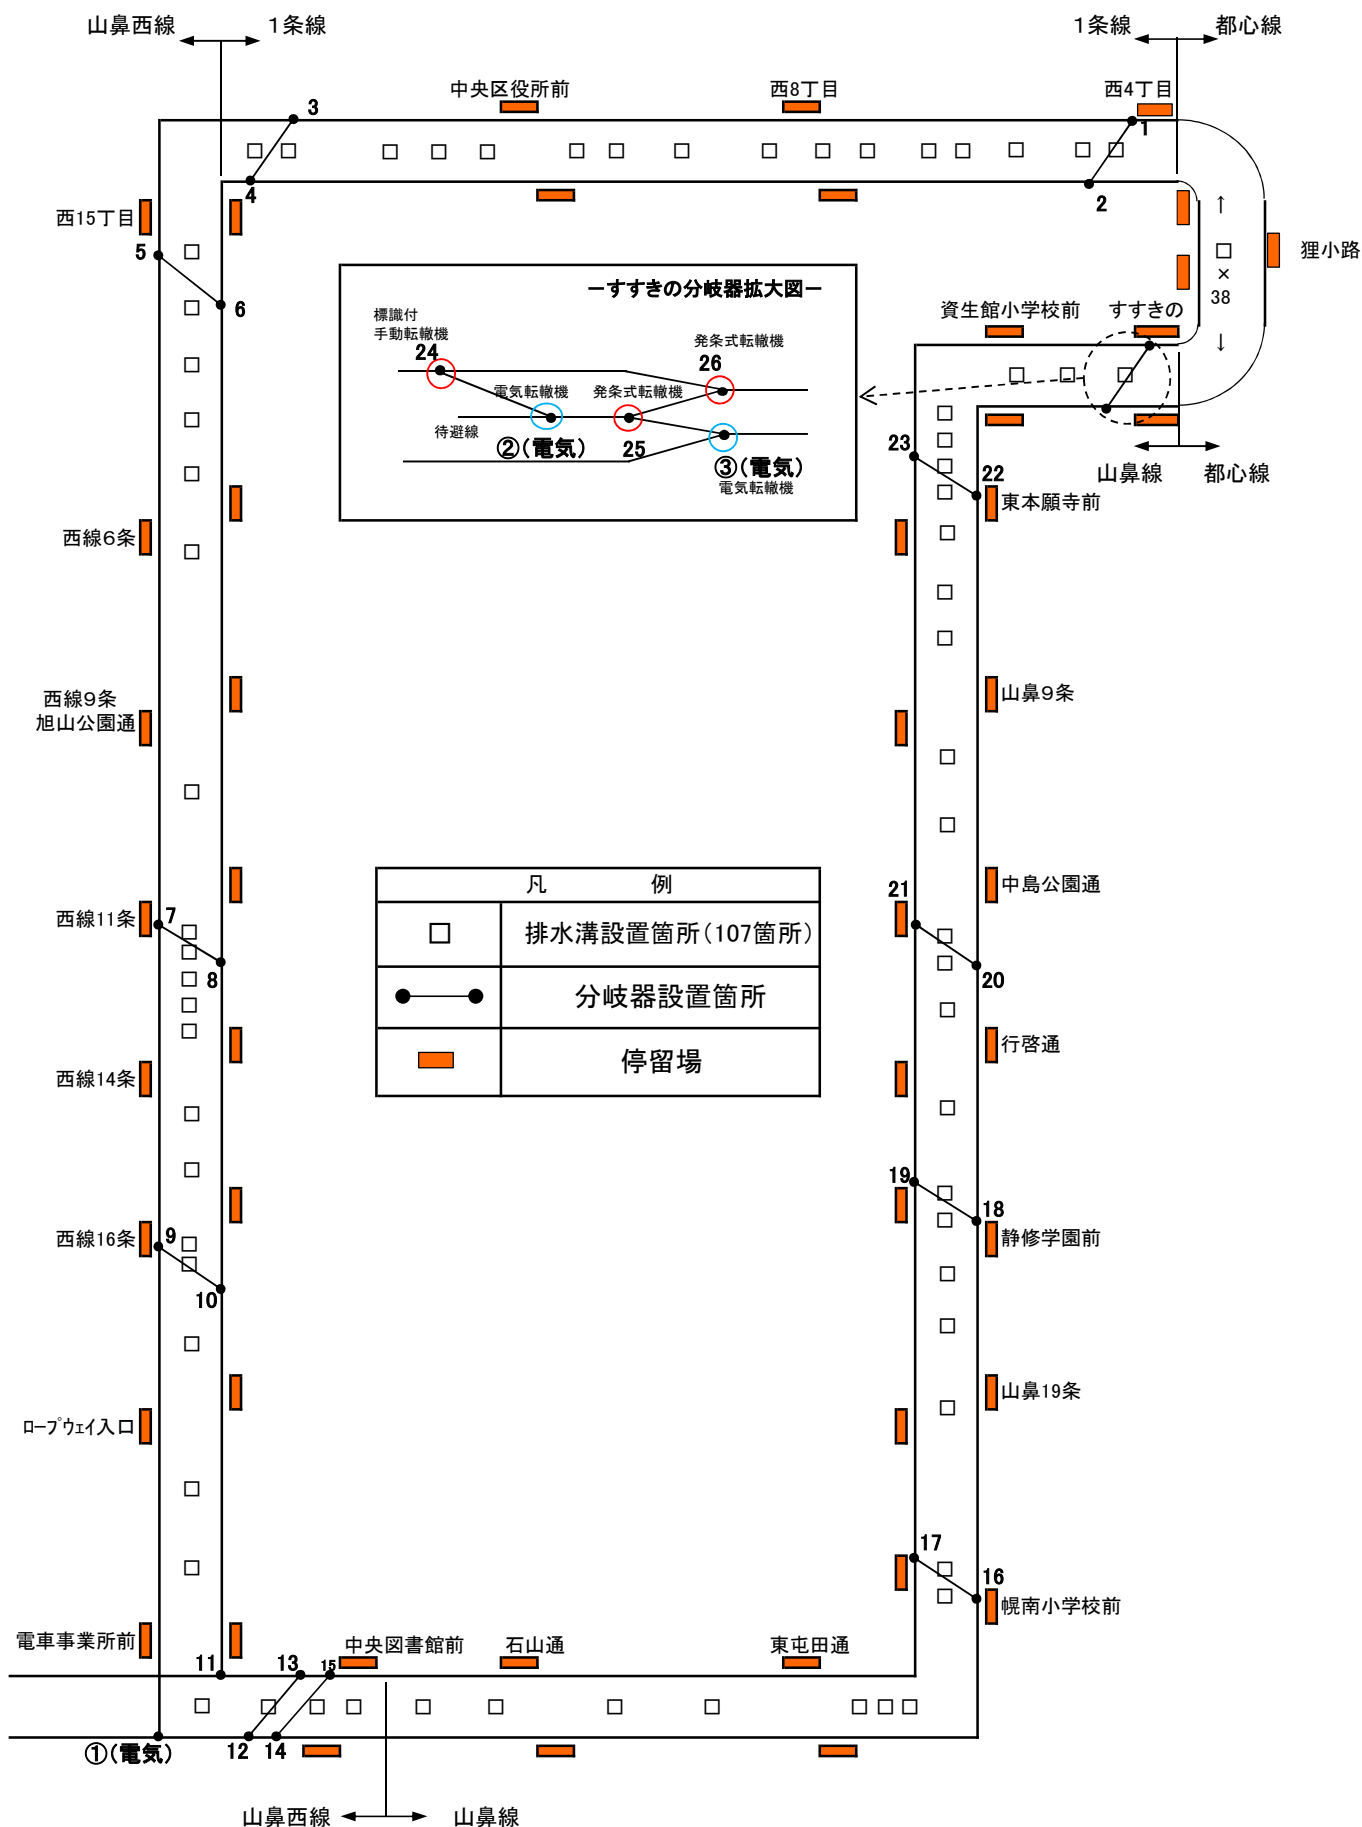 山鼻西線 1条線
1条線 都心線
中央区役所前
西8丁目
西4丁目
3
1
4
2
西15丁目
5
6
↑
□
×
38
↓
狸小路
資生館小学校前
すすきの
－すすきの分岐器拡大図－
標識付
手動転轍機
24
発条式転轍機
26
電気転轍機
発条式転轍機
待避線
②(電気)
25
③(電気)
電気転轍機
山鼻線 都心線
23
22
東本願寺前
西線6条
西線9条
旭山公園通
山鼻9条
凡 例
□ 排水溝設置箇所(107箇所)
分岐器設置箇所
停留場
西線11条
7
8
21
中島公園通
20
西線14条
行啓通
19
18
静修学園前
西線16条
9
10
山鼻19条
ロープウェイ入口
17
16
幌南小学校前
電車事業所前
11
13
15
中央図書館前
石山通
東屯田通
①(電気)
12
14
山鼻西線 山鼻線